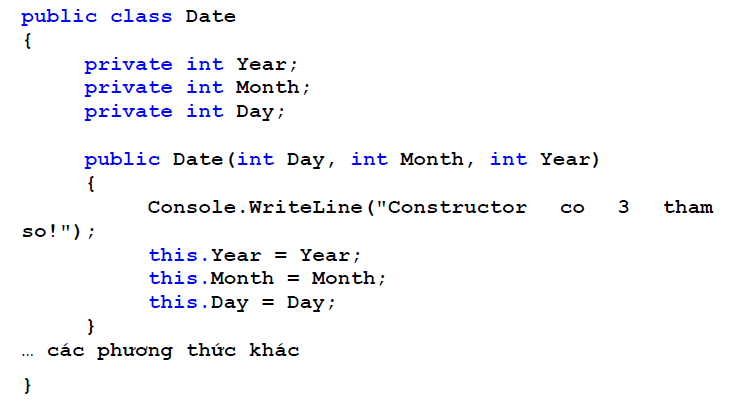 public class Date
{
private int Year;
private int Month;
private int Day;
public Date(int Day, int Month, int Year)
{
Console.WriteLine("Constructor co 3 tham
so!");
this.Year = Year;
this.Month = Month;
this.Day = Day;
}
… các phương thức khác
}